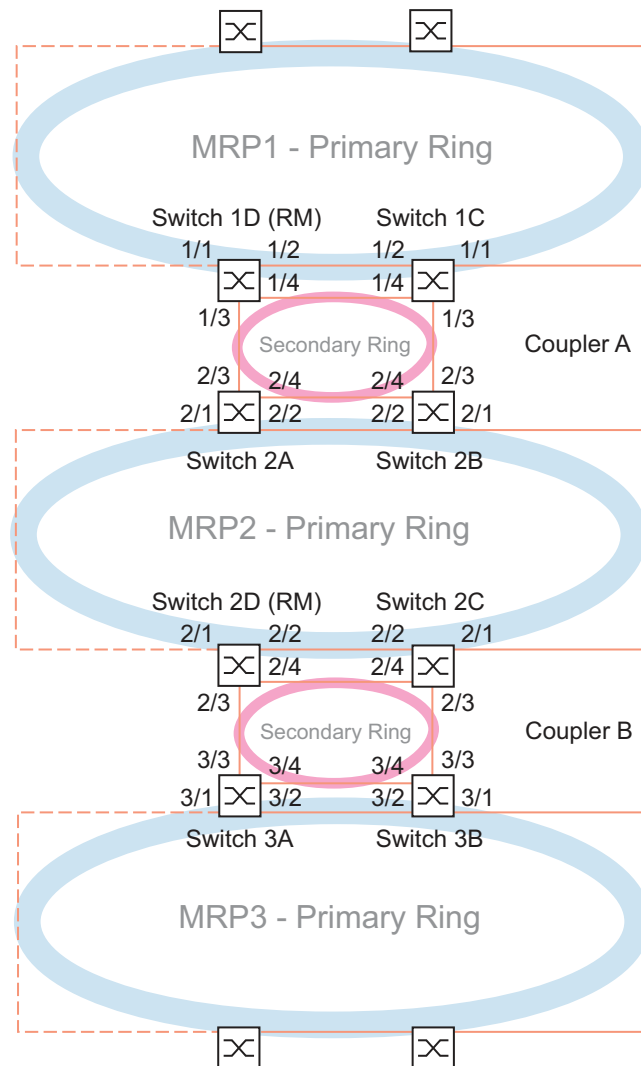 MRP1 - Primary Ring
Switch 1D (RM) Switch 1C
1/1 1/2 1/2 1/1
1/4 1/4
1/3 1/3
Secondary Ring Coupler A
2/3 2/4 2/4 2/3
2/1 2/2 2/2 2/1
Switch 2A Switch 2B
MRP2 - Primary Ring
Switch 2D (RM) Switch 2C
2/1 2/2 2/2 2/1
2/4 2/4
2/3 2/3
Secondary Ring Coupler B
3/3 3/4 3/4 3/3
3/1 3/2 3/2 3/1
Switch 3A Switch 3B
MRP3 - Primary Ring